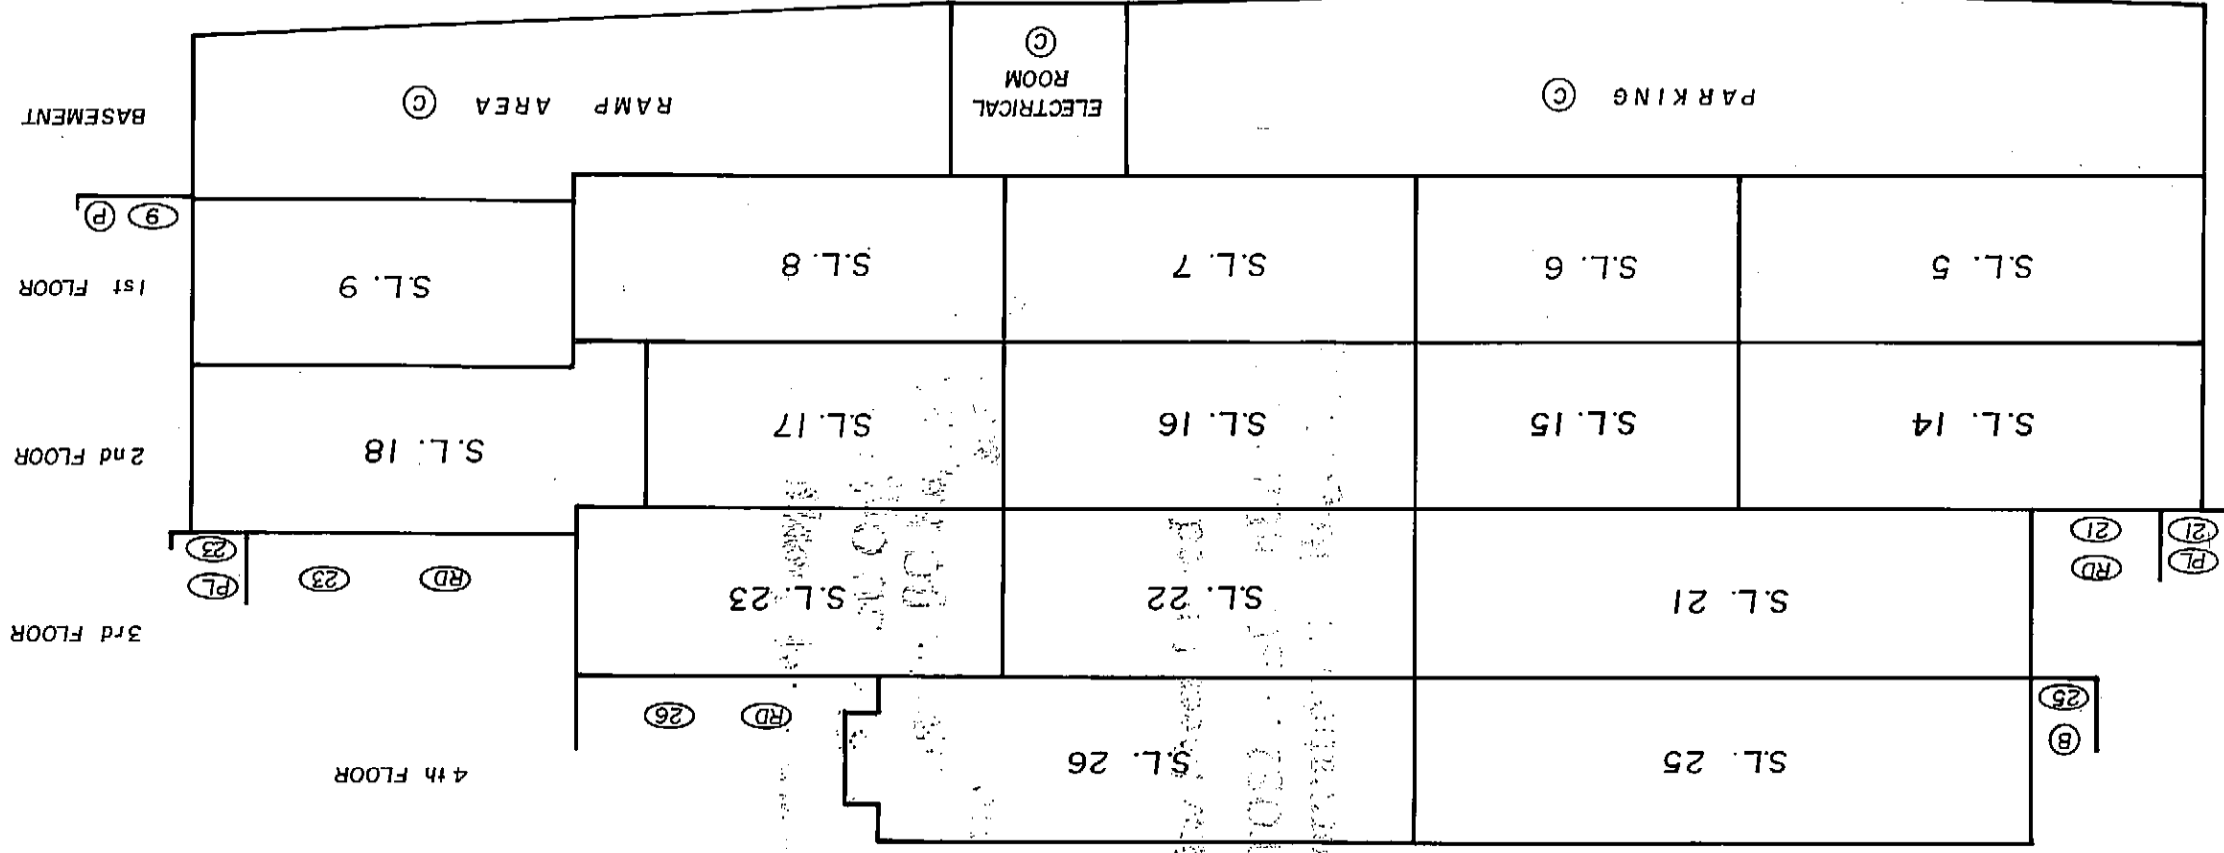 S.L. 25
S.L. 26
4 th FLOOR
B
25
RD 26
S.L. 21
S.L. 22
S.L. 23
3rd FLOOR
PL
21
RD
21
RD 23
PL
23
S.L. 14
S.L. 15
S.L. 16
S.L. 17
S.L. 18
2nd FLOOR
S.L. 5
S.L. 6
S.L. 7
S.L. 8
S.L. 9
1st FLOOR
9 P
PARKING C
ELECTRICAL
ROOM
C
RAMP AREA C
BASEMENT